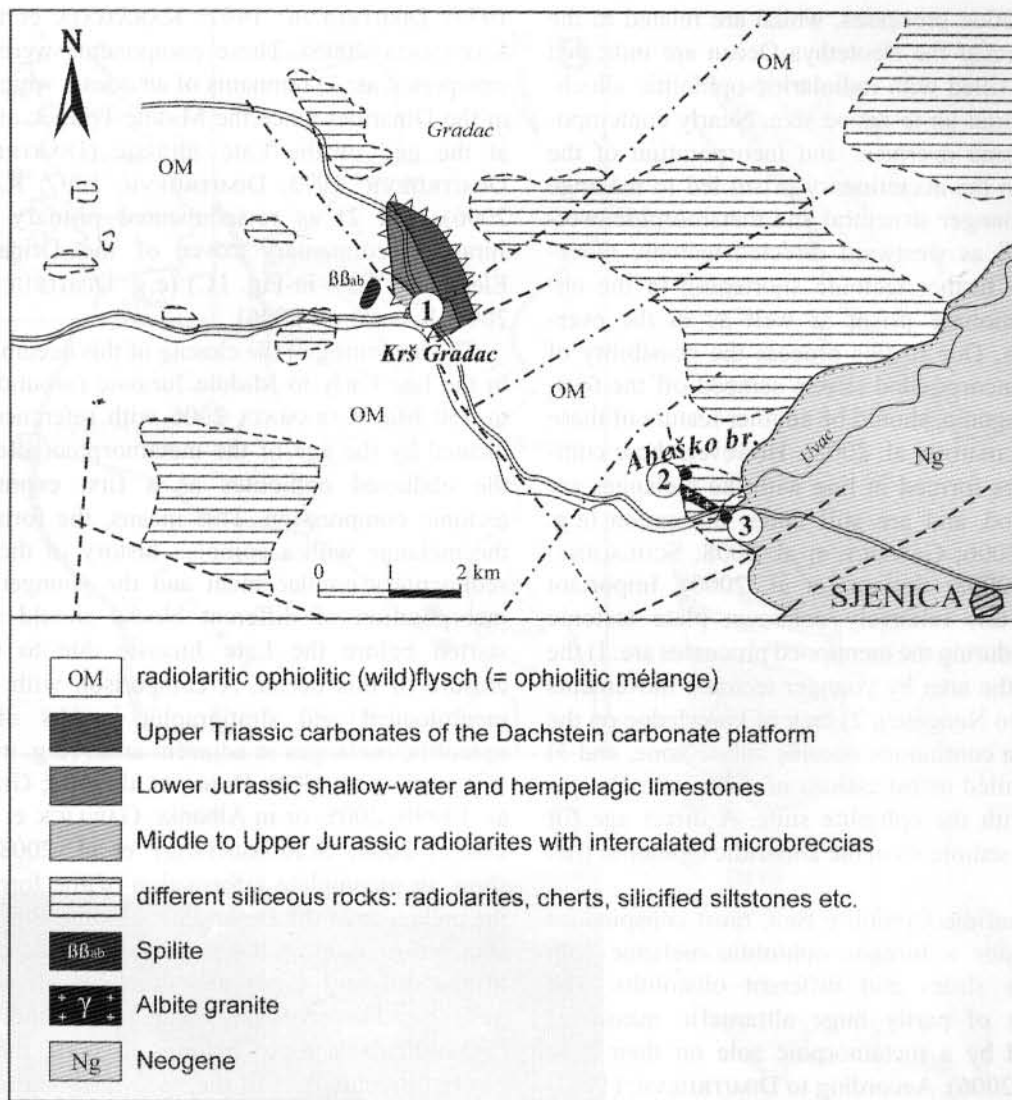 N
OM
Gradac
OM
ββab
1
Krš Gradac
OM
OM
Uvac
Abeško br.
2
Ng
3
0 2 km
SJENICA
OM radiolaritic ophiolitic (wild)flysch (= ophiolitic mélange)
Upper Triassic carbonates of the Dachstein carbonate platform
Lower Jurassic shallow-water and hemipelagic limestones
Middle to Upper Jurassic radiolarites with intercalated microbreccias
different siliceous rocks: radiolarites, cherts, silicified siltstones etc.
ββab Spilite
γ Albite granite
Ng Neogene